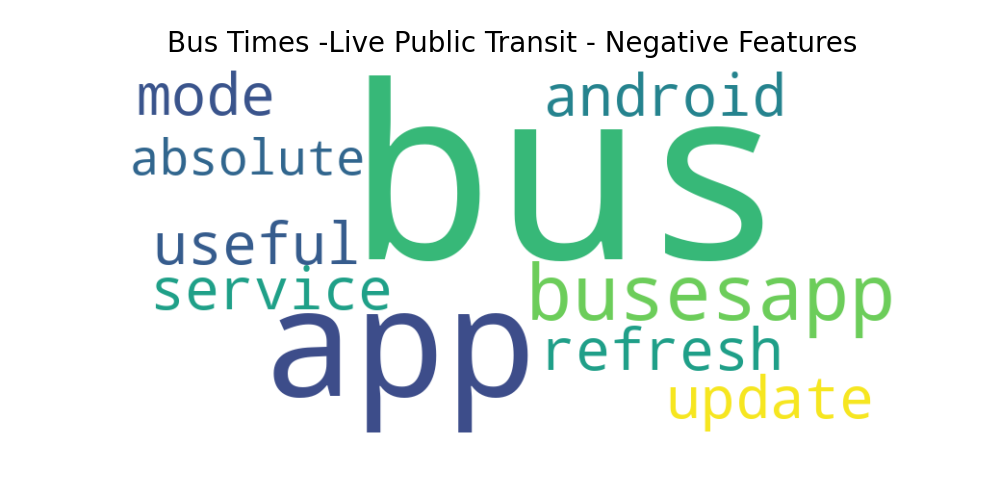 Bus Times -Live Public Transit - Negative Features
mode
android
absolute
bus
useful
service
busesapp
app
refresh
update